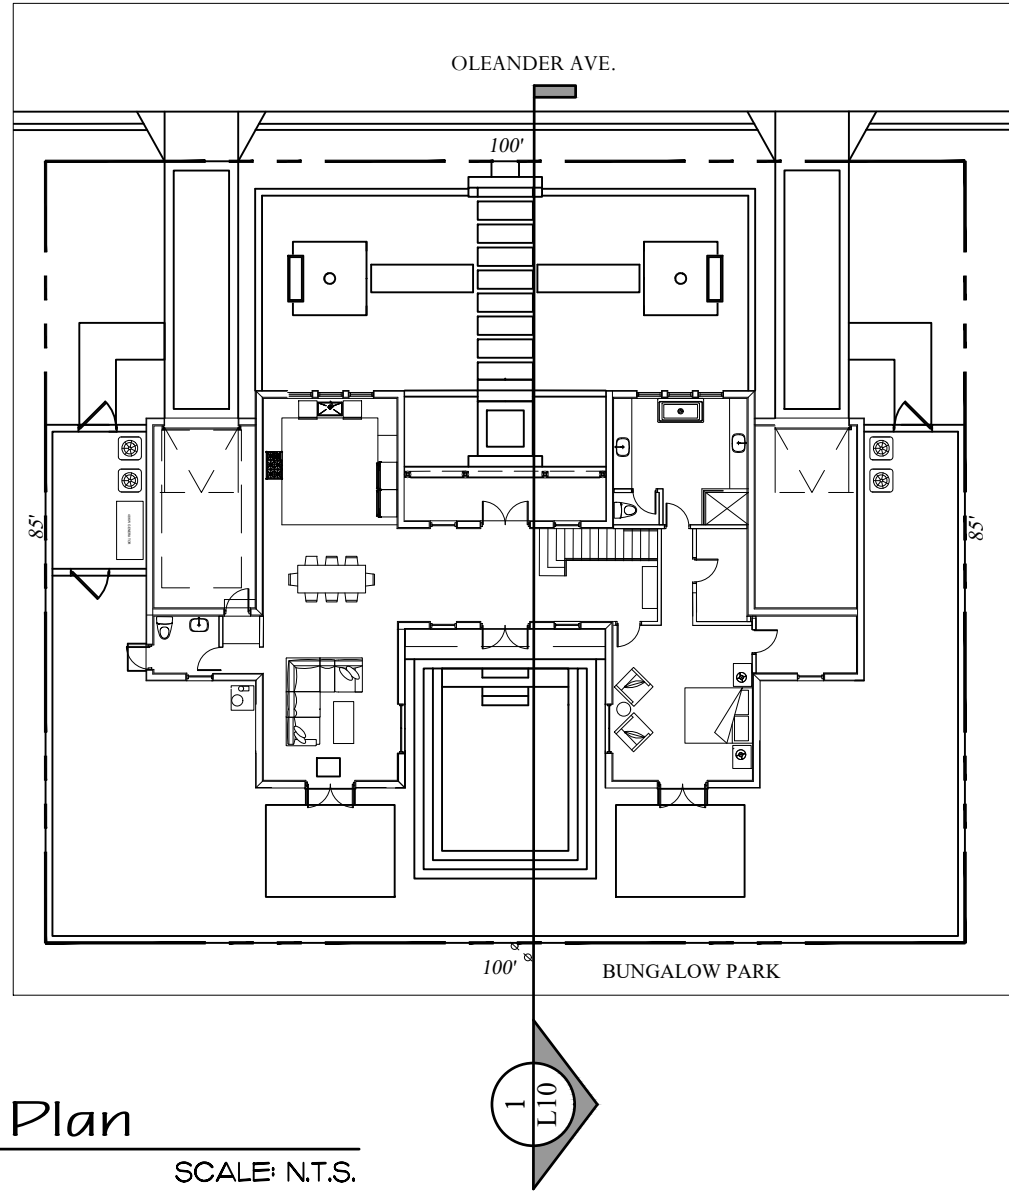 OLEANDER AVE.
100'
85'
85'
100'
BUNGALOW PARK
1
L10
Plan
SCALE: N.T.S.